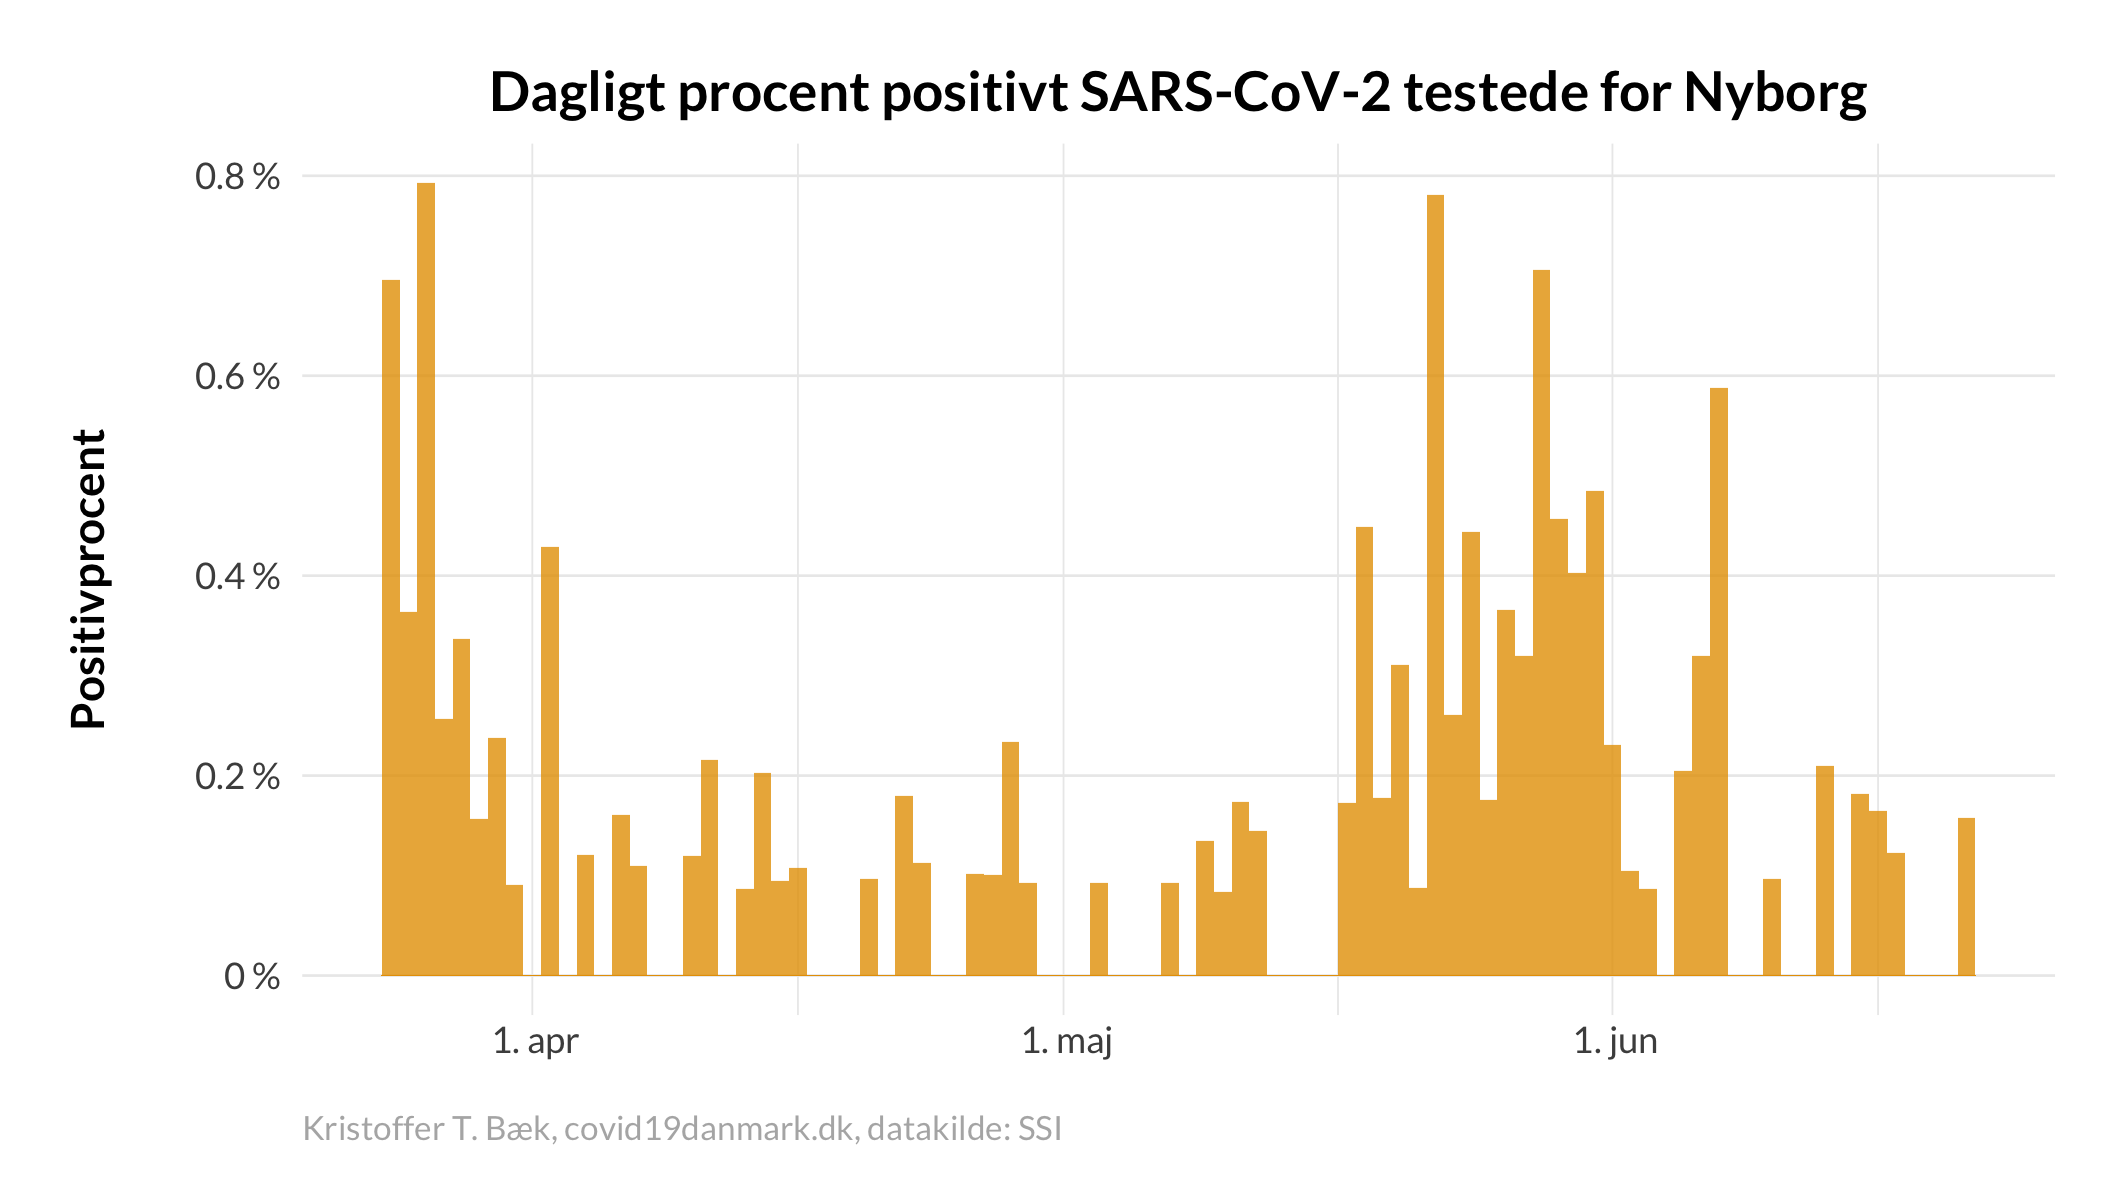 Dagligt procent positivt SARS-CoV-2 testede for Nyborg
Positivprocent
0.8 %
0.6 %
0.4 %
0.2 %
0 %
1. apr
1. maj
1. jun
Kristoffer T. Bæk, covid19danmark.dk, datakilde: SSI